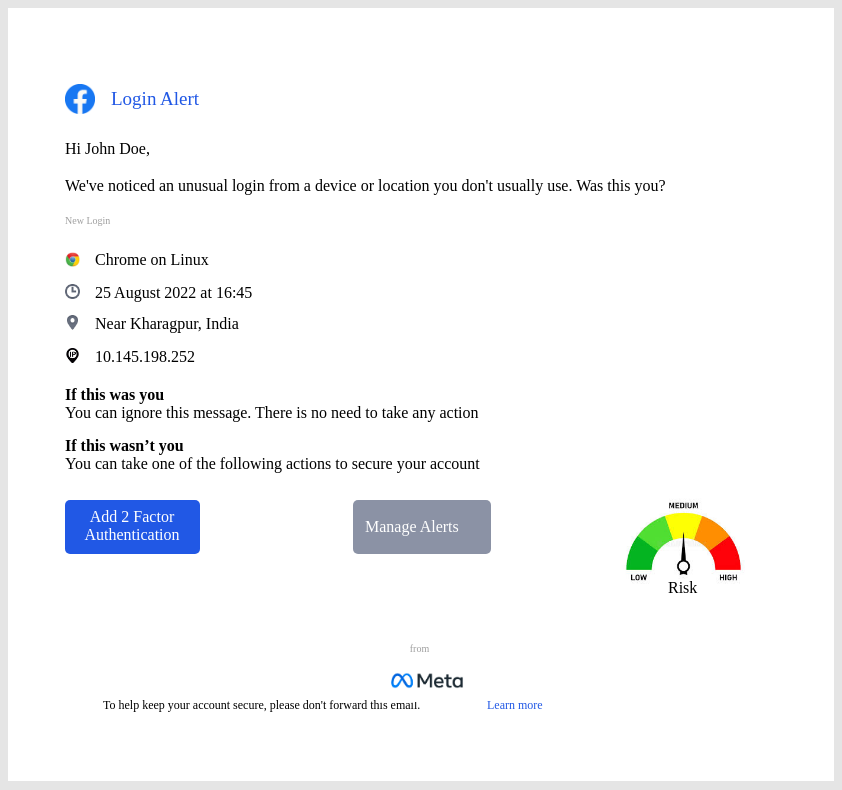 Login Alert
Hi John Doe,
We've noticed an unusual login from a device or location you don't usually use. Was this you?
New Login
Chrome on Linux
25 August 2022 at 16:45
Near Kharagpur, India
IP
10.145.198.252
If this was you
You can ignore this message. There is no need to take any action
If this wasn’t you
You can take one of the following actions to secure your account
Add 2 Factor
Authentication
Manage Alerts
MEDIUM
LOW
HIGH
Risk
from
Meta
To help keep your account secure, please don't forward this email.
Learn more